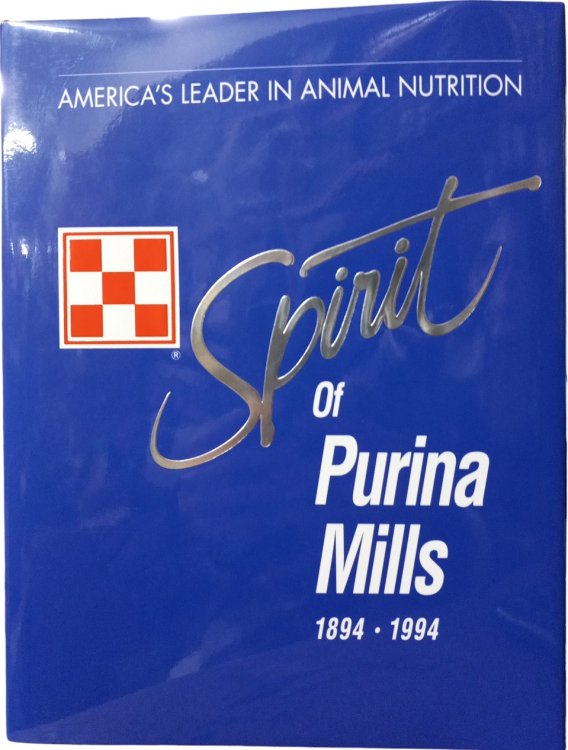 AMERICA'S LEADER IN ANIMAL NUTRITION
Spirit
®
Of
Purina
Mills
1894 · 1994